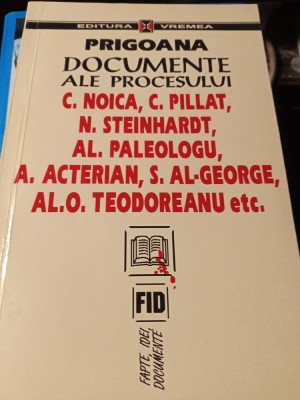 EDITURA VREMEA
PRIGOANA
DOCUMENTE
ALE PROCESULUI
C. NOICA, C. PILLAT,
N. STEINHARDT,
AL. PALEOLOGU,
A. ACTERIAN, S. AL-GEORGE,
AL.O. TEODOREANU etc.
FID
FAPTE, IDEI,
DOCUMENTE